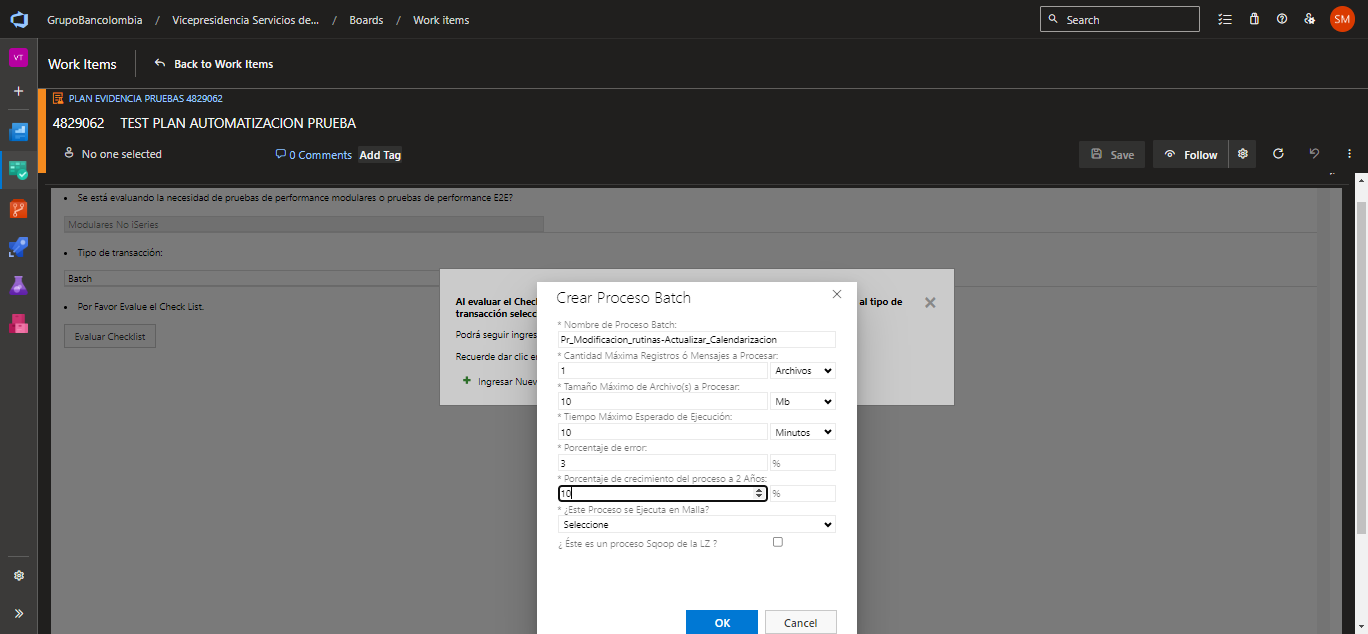 GrupoBancolombia / Vicepresidencia Servicios de... / Boards / Work items
Search
SM
VT
Work Items
Back to Work Items
PLAN EVIDENCIA PRUEBAS 4829062
4829062 TEST PLAN AUTOMATIZACION PRUEBA
No one selected
0 Comments
Add Tag
Save
Follow
Se está evaluando la necesidad de pruebas de performance modulares o pruebas de performance E2E?
Modulares No ISeries
Tipo de transacción:
Batch
Por Favor Evalue el Check List.
Evaluar Checklist
Al evaluar el Chec
al tipo de
transacción selecc
Podrá seguir ingres
Recuerde dar clic e
Ingresar Nuev
Crear Proceso Batch
* Nombre de Proceso Batch:
Pr_Modificacion_rutinas-Actualizar_Calendarizacion
* Cantidad Máxima Registros ó Mensajes a Procesar:
1 Archivos
* Tamaño Máximo de Archivo(s) a Procesar:
10 Mb
* Tiempo Máximo Esperado de Ejecución:
10 Minutos
* Porcentaje de error:
3 %
* Porcentaje de crecimiento del proceso a 2 Años:
10 %
* ¿Este Proceso se Ejecuta en Malla?
Seleccione
¿ Éste es un proceso Sqoop de la LZ ?
OK
Cancel